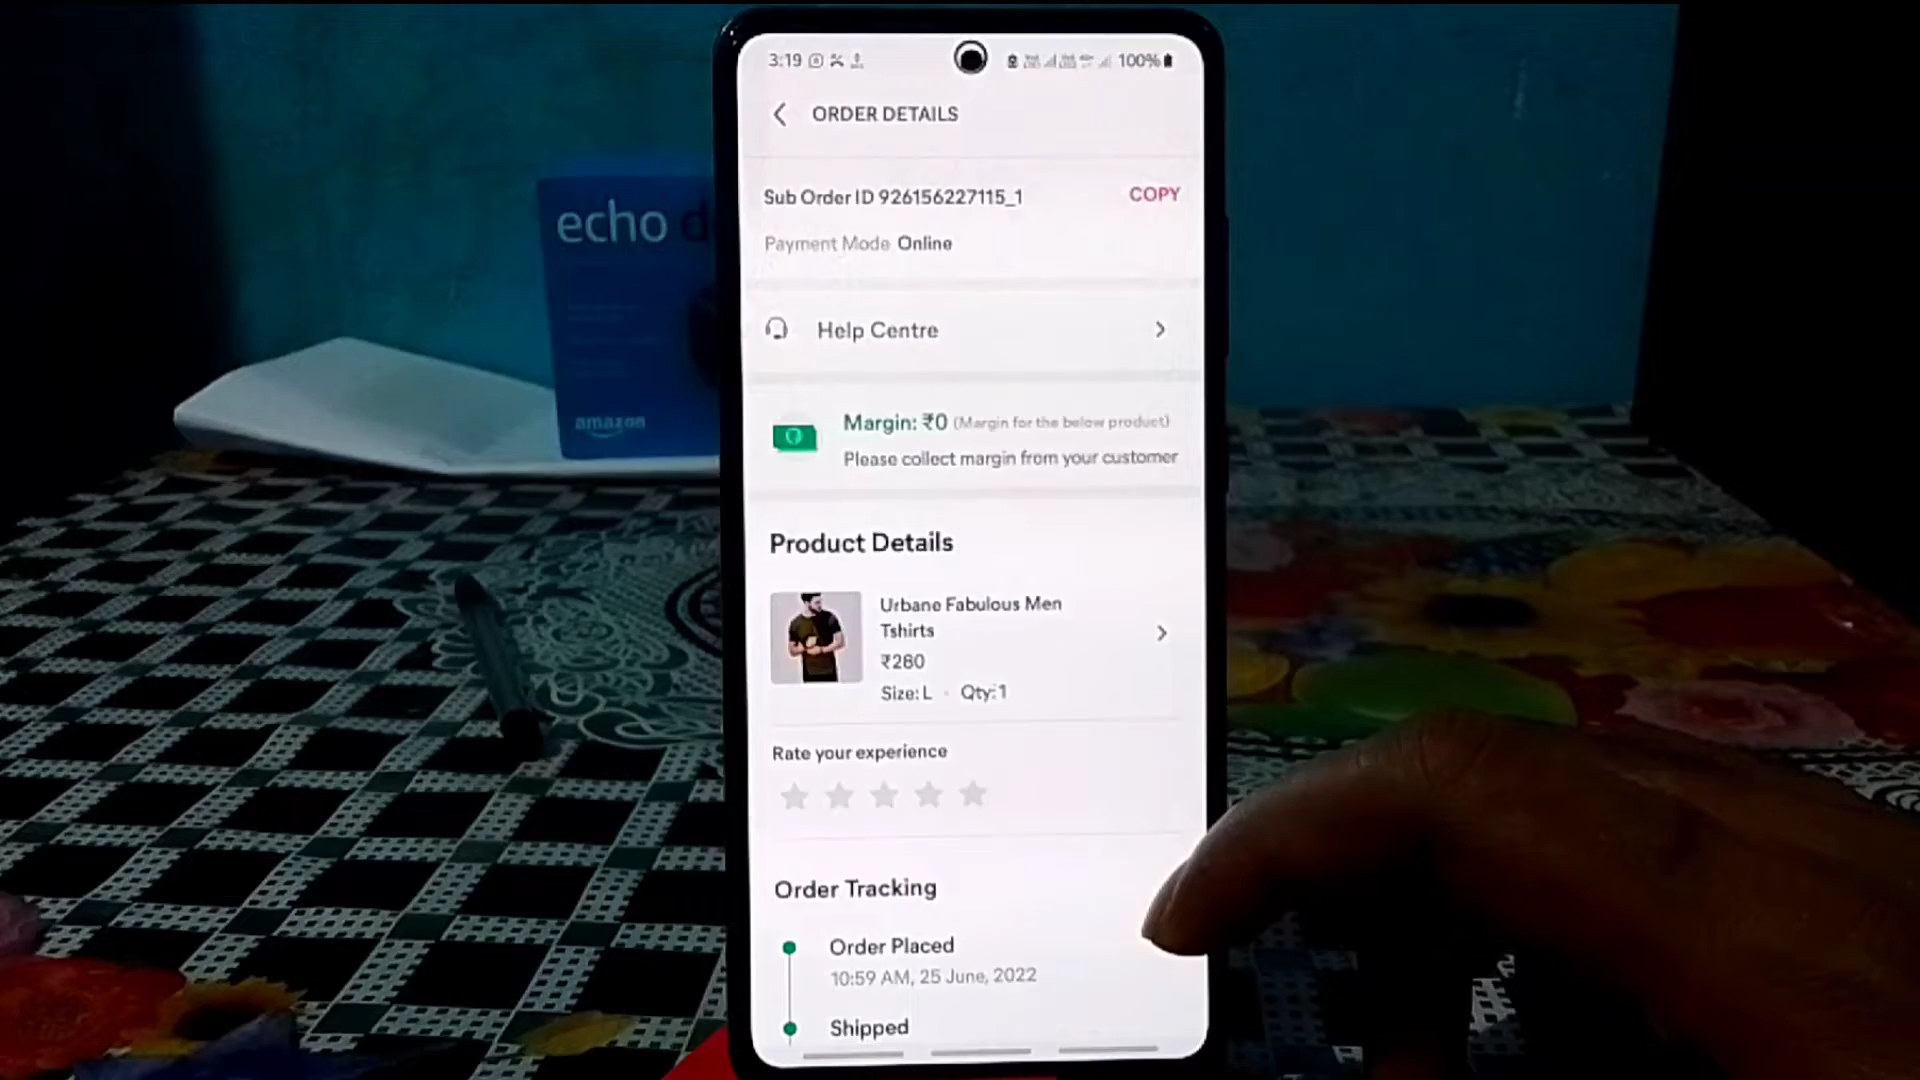 3:19
100%
ORDER DETAILS
Sub Order ID 926156227115_1
COPY
Payment Mode Online
Help Centre
Margin: ₹0 (Margin for the below product)
Please collect margin from your customer
Product Details
Urbane Fabulous Men
Tshirts
₹280
Size: L · Qty: 1
Rate your experience
Order Tracking
Order Placed
10:59 AM, 25 June, 2022
Shipped
echo d
amazon